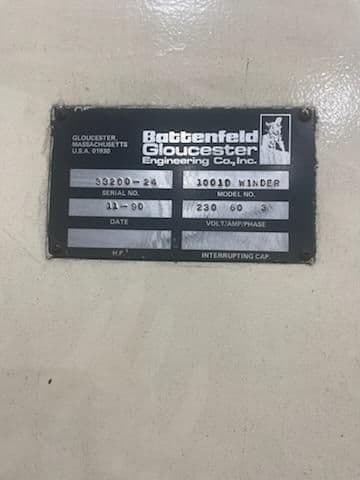 GLOUCESTER,
MASSACHUSETTS
U.S.A. 01930
Battenfeld
Gloucester
Engineering Co., Inc.
33200-24 1001D WINDER
SERIAL NO. MODEL NO.
11-90 230 60 3
DATE VOLT/AMP/PHASE
H.P. INTERRUPTING CAP.